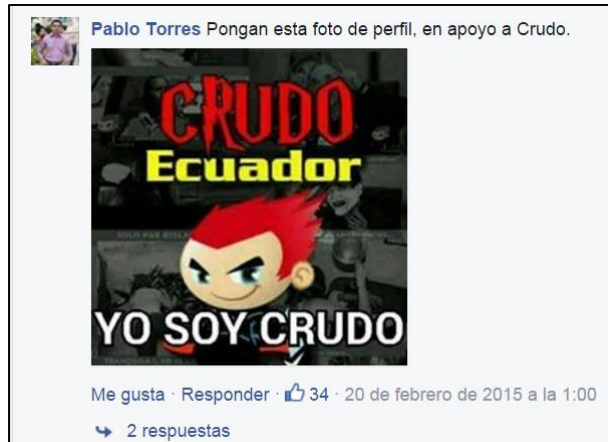 Pablo Torres Pongan esta foto de perfil, en apoyo a Crudo.
CRUDO
Ecuador
YO SOY CRUDO
Me gusta · Responder · 34 · 20 de febrero de 2015 a la 1:00
2 respuestas